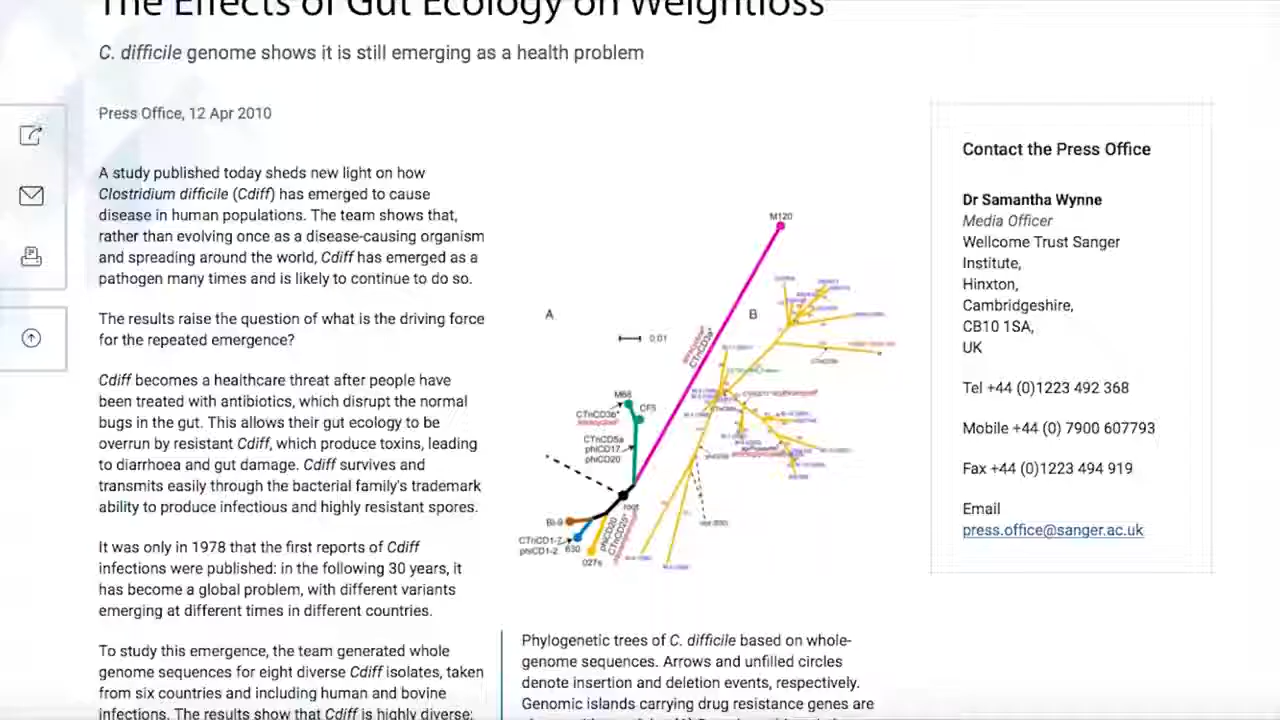 The Effects of Gut Ecology on Weightloss
C. difficile genome shows it is still emerging as a health problem
Press Office, 12 Apr 2010
A study published today sheds new light on how
Clostridium difficile (Cdiff) has emerged to cause
disease in human populations. The team shows that,
rather than evolving once as a disease-causing organism
and spreading around the world, Cdiff has emerged as a
pathogen many times and is likely to continue to do so.
The results raise the question of what is the driving force
for the repeated emergence?
Cdiff becomes a healthcare threat after people have
been treated with antibiotics, which disrupt the normal
bugs in the gut. This allows their gut ecology to be
overrun by resistant Cdiff, which produce toxins, leading
to diarrhoea and gut damage. Cdiff survives and
transmits easily through the bacterial family's trademark
ability to produce infectious and highly resistant spores.
It was only in 1978 that the first reports of Cdiff
infections were published: in the following 30 years, it
has become a global problem, with different variants
emerging at different times in different countries.
To study this emergence, the team generated whole
genome sequences for eight diverse Cdiff isolates, taken
from six countries and including human and bovine
infections. The results show that Cdiff is highly diverse:
M120
A
B
0.01
CTnCD3a*
M68
CF5
CTnCD3b*
CTnCD5a
phiCD17
phiCD20
root
BI-9
CTnCD1-7
phiCD1-2
630
027s
phiCD20
Phylogenetic trees of C. difficile based on whole-
genome sequences. Arrows and unfilled circles
denote insertion and deletion events, respectively.
Genomic islands carrying drug resistance genes are
Contact the Press Office
Dr Samantha Wynne
Media Officer
Wellcome Trust Sanger
Institute,
Hinxton,
Cambridgeshire,
CB10 1SA,
UK
Tel +44 (0)1223 492 368
Mobile +44 (0) 7900 607793
Fax +44 (0)1223 494 919
Email
press.office@sanger.ac.uk